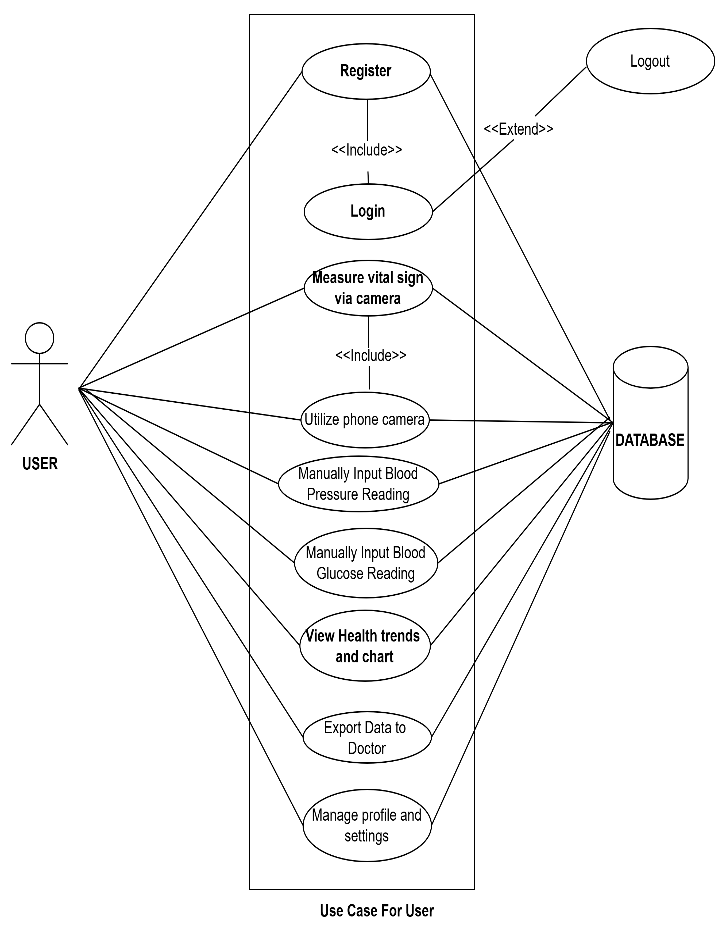 Register
Logout
<<Extend>>
<<Include>>
Login
Measure vital sign
via camera
<<Include>>
Utilize phone camera
DATABASE
USER
Manually Input Blood
Pressure Reading
Manually Input Blood
Glucose Reading
View Health trends
and chart
Export Data to
Doctor
Manage profile and
settings
Use Case For User